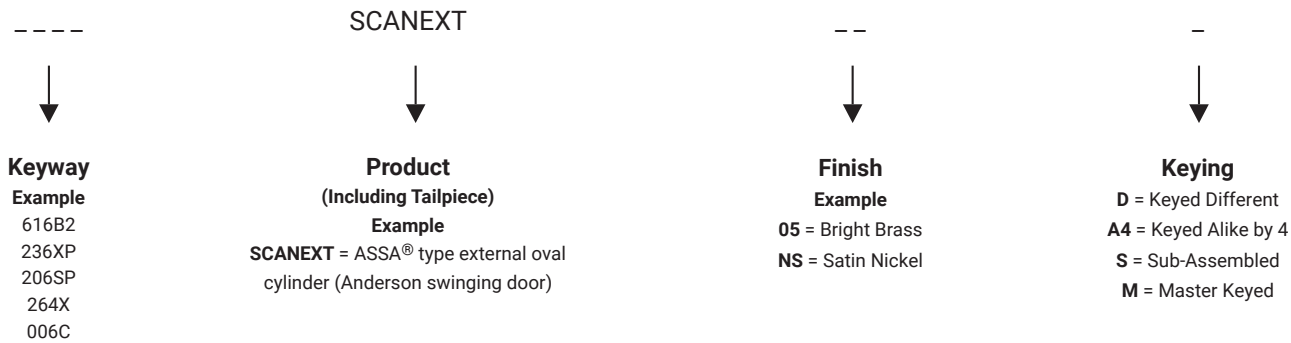 _ _ _ _
SCANEXT
_ _
_
Keyway
Example
616B2
236XP
206SP
264X
006C
Product
(Including Tailpiece)
Example
SCANEXT = ASSA® type external oval
cylinder (Anderson swinging door)
Finish
Example
05 = Bright Brass
NS = Satin Nickel
Keying
D = Keyed Different
A4 = Keyed Alike by 4
S = Sub-Assembled
M = Master Keyed